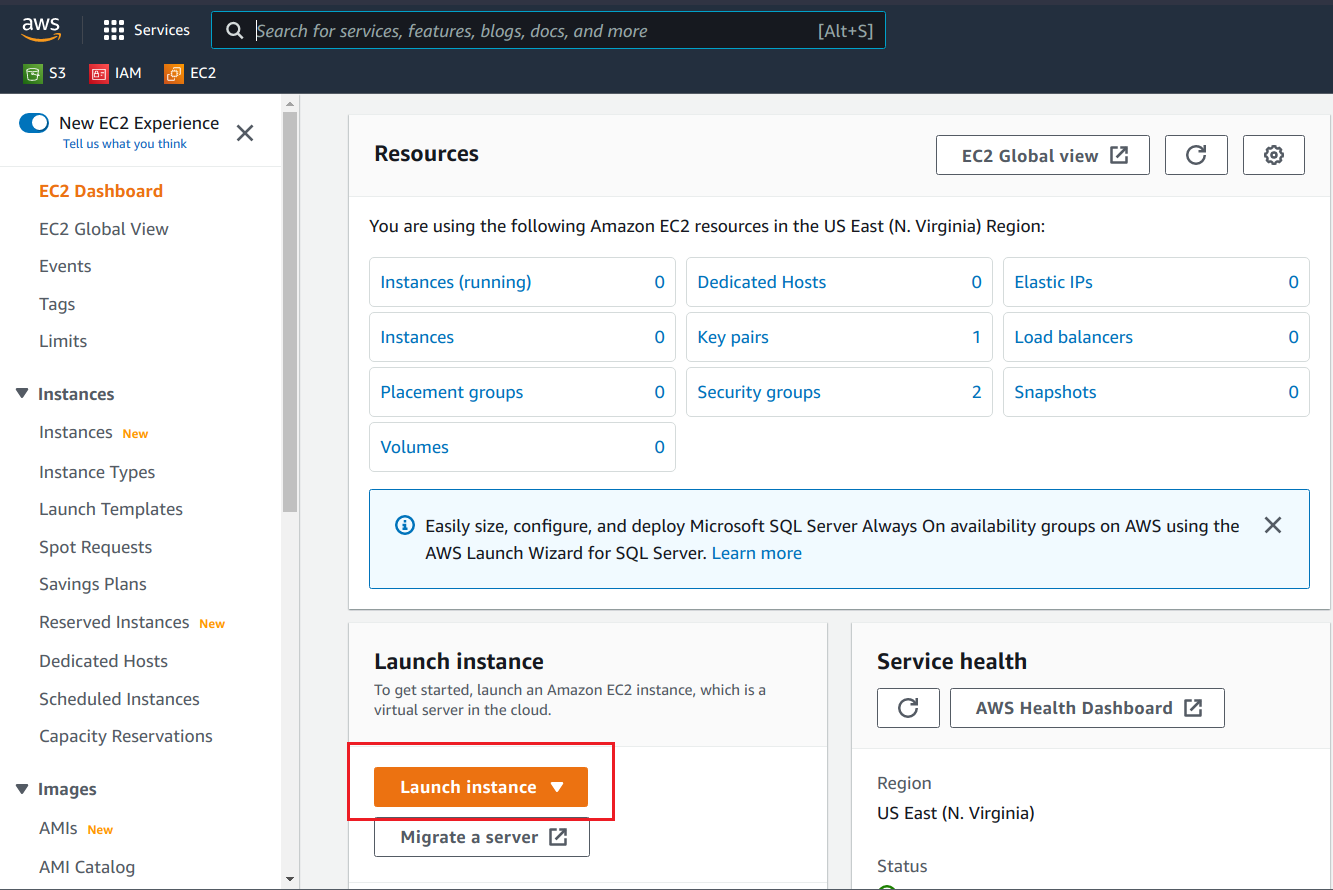 aws
Services
Search for services, features, blogs, docs, and more [Alt+S]
S3 IAM EC2
New EC2 Experience
Tell us what you think
EC2 Dashboard
EC2 Global View
Events
Tags
Limits
Instances
Instances New
Instance Types
Launch Templates
Spot Requests
Savings Plans
Reserved Instances New
Dedicated Hosts
Scheduled Instances
Capacity Reservations
Images
AMIs New
AMI Catalog
Resources
EC2 Global view
You are using the following Amazon EC2 resources in the US East (N. Virginia) Region:
Instances (running) 0
Dedicated Hosts 0
Elastic IPs 0
Instances 0
Key pairs 1
Load balancers 0
Placement groups 0
Security groups 2
Snapshots 0
Volumes 0
Easily size, configure, and deploy Microsoft SQL Server Always On availability groups on AWS using the
AWS Launch Wizard for SQL Server. Learn more
Launch instance
To get started, launch an Amazon EC2 instance, which is a
virtual server in the cloud.
Launch instance
Migrate a server
Service health
AWS Health Dashboard
Region
US East (N. Virginia)
Status